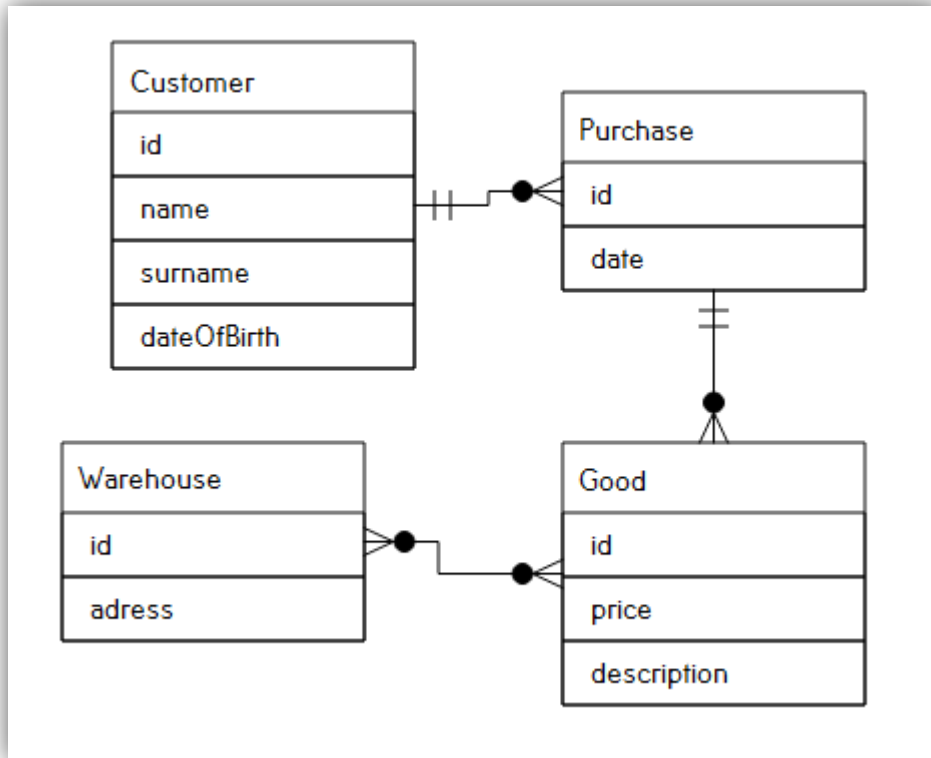 Customer
id
name
surname
dateOfBirth
Purchase
id
date
Warehouse
id
adress
Good
id
price
description